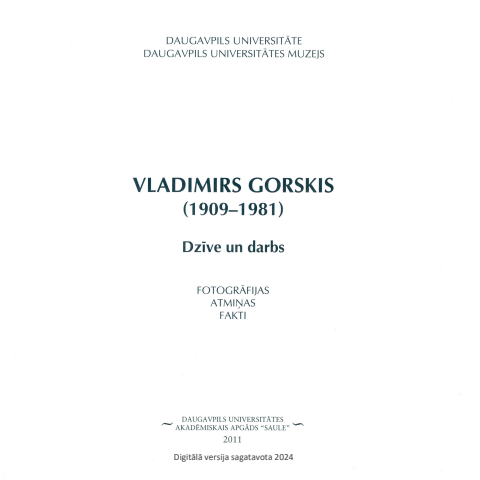 DAUGAVPILS UNIVERSITĀTE
DAUGAVPILS UNIVERSITĀTES MUZEJS
VLADIMIRS GORSKIS
(1909–1981)
Dzīve un darbs
FOTOGRĀFIJAS
ATMIŅAS
FAKTI
DAUGAVPILS UNIVERSITĀTES
AKADĒMISKAIS APGĀDS “SAULE”
2011
Digitālā versija sagatavota 2024